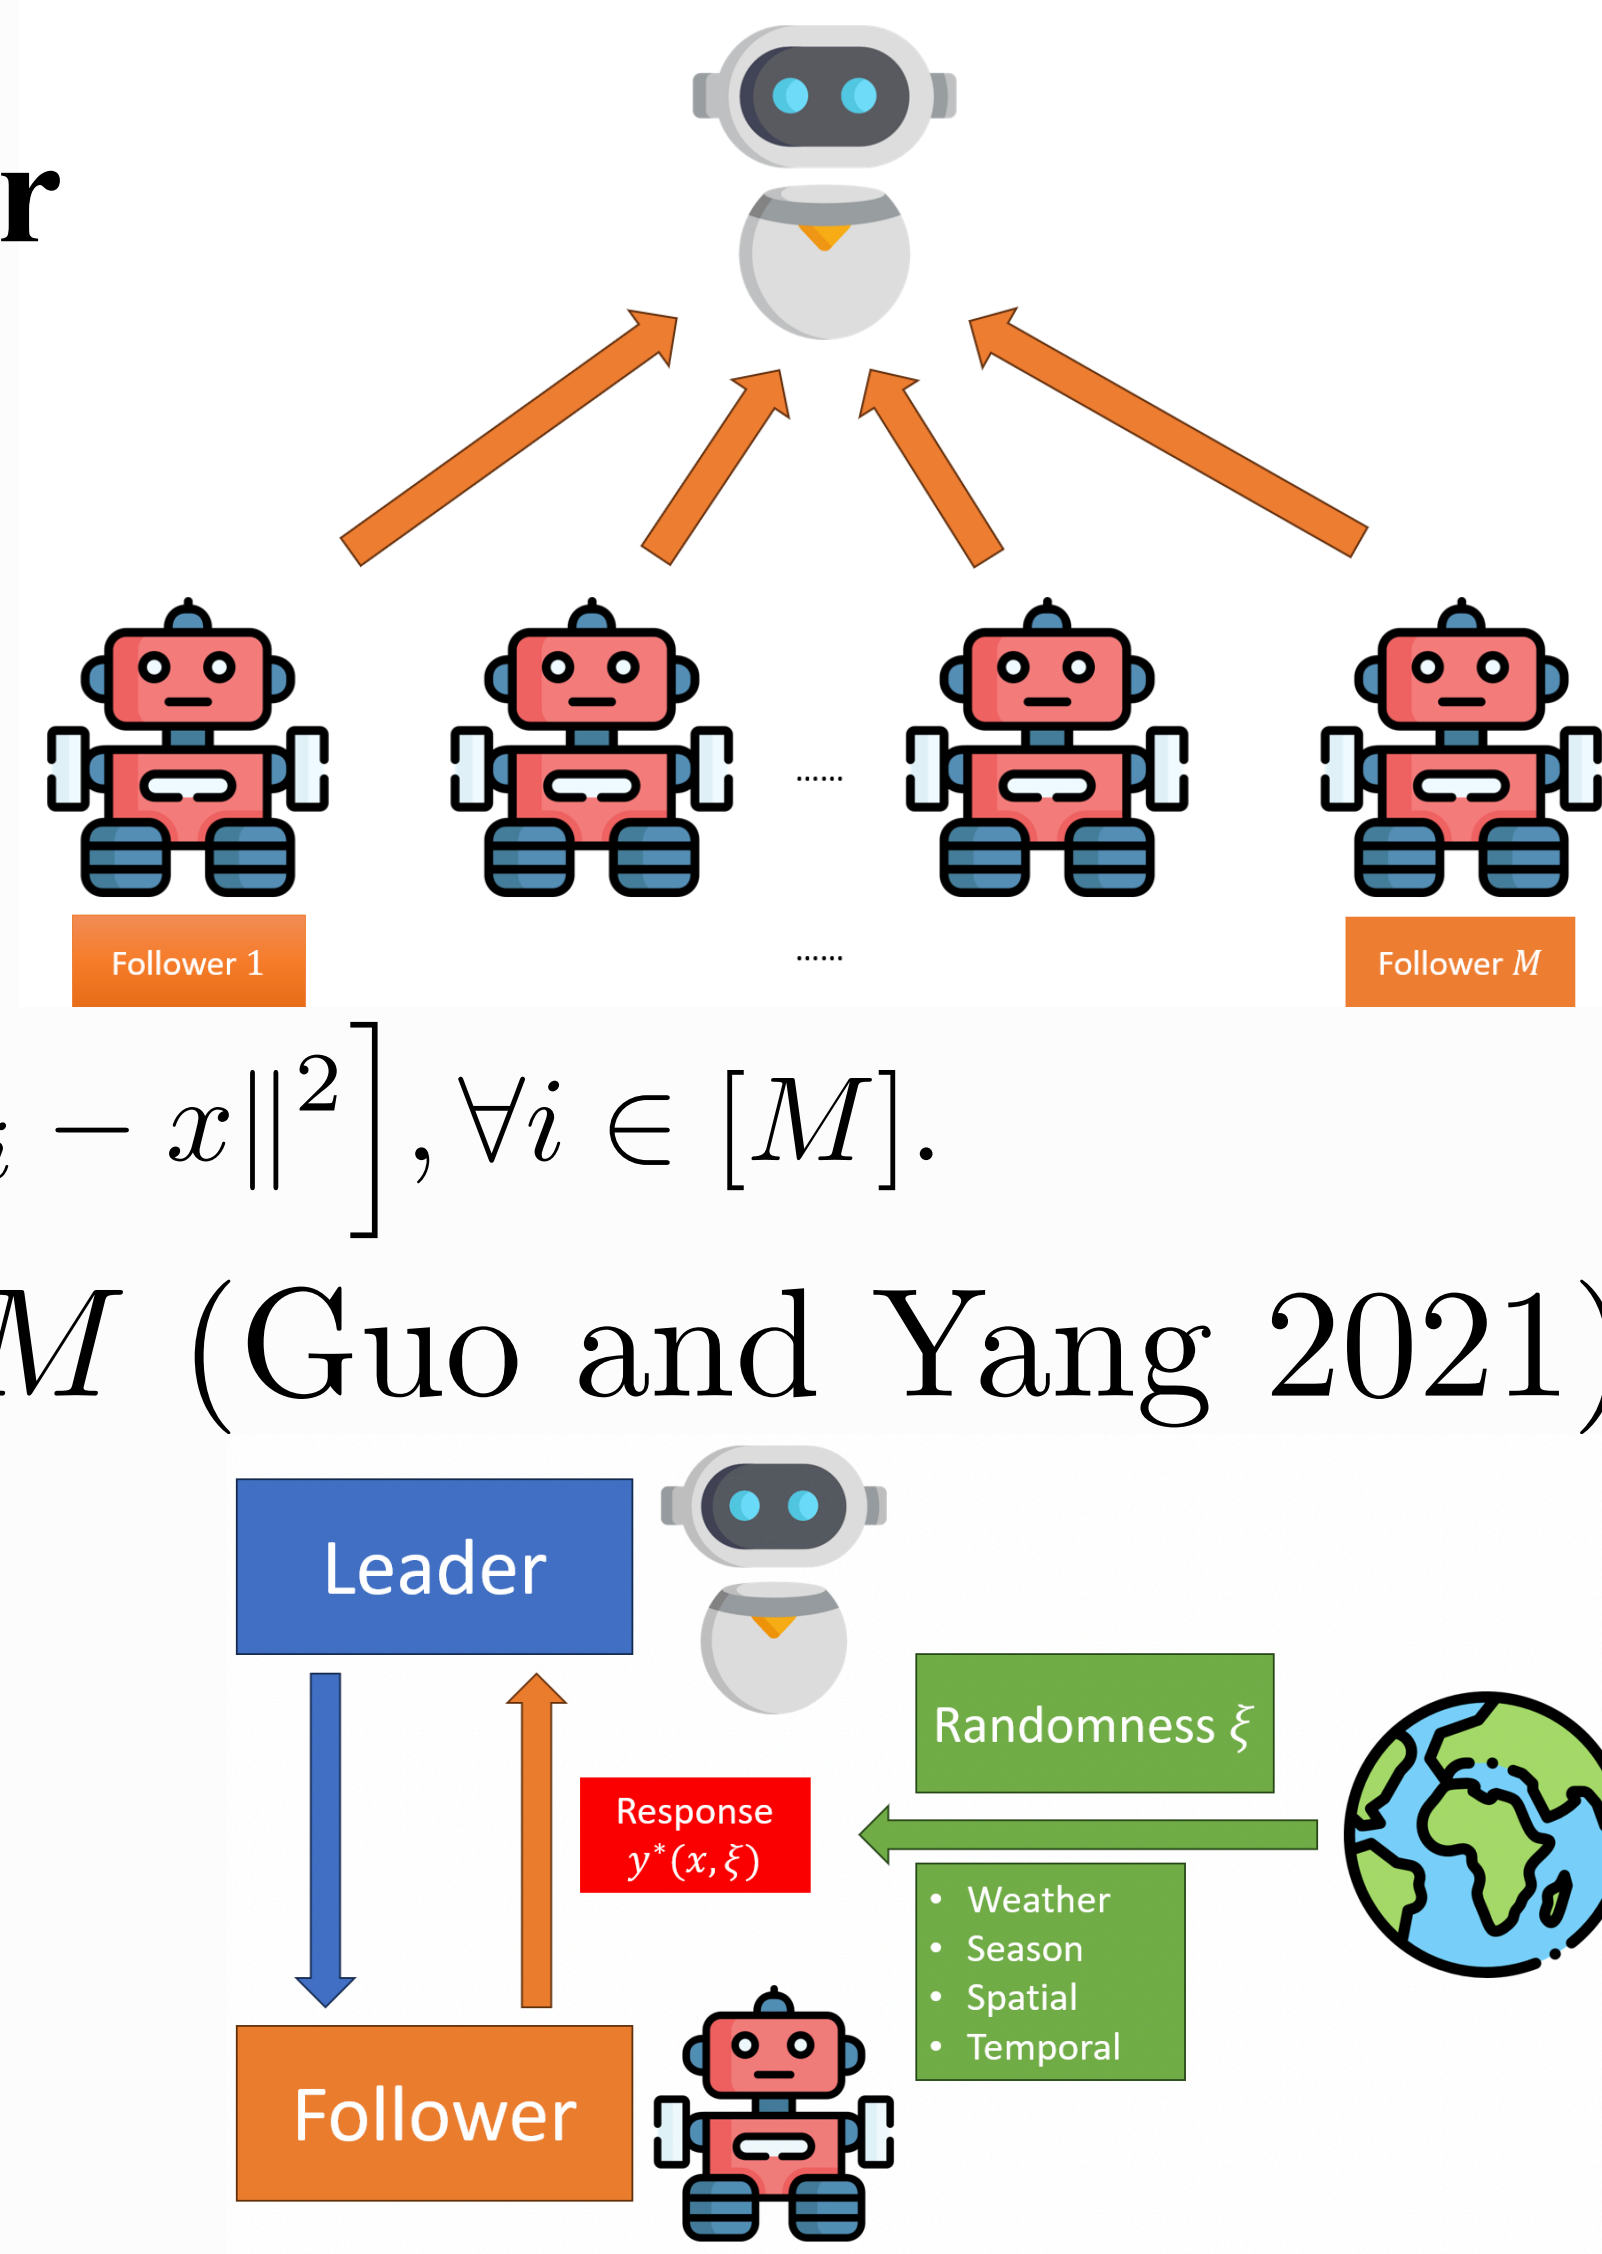 r
......
......
Follower 1
Follower M
i − x‖²], ∀i ∈ [M].
M (Guo and Yang 2021)
Leader
Randomness ξ
Response
y*(x, ξ)
• Weather
• Season
• Spatial
• Temporal
Follower